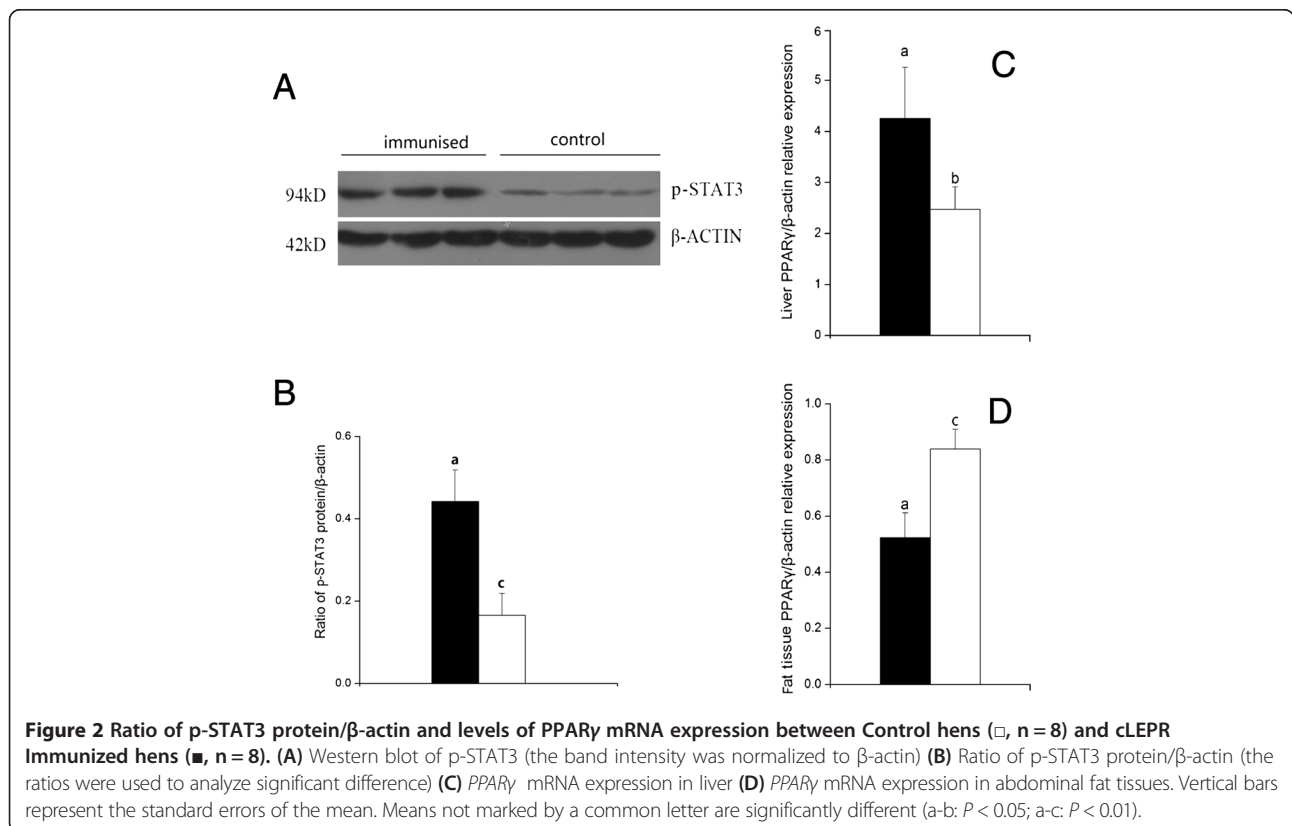 A
immunised control
94kD p-STAT3
42kD β-ACTIN
B
Ratio of p-STAT3 protein/β-actin
0.6
0.4
0.2
0.0
a
c
C
Liver PPARγ/β-actin relative expression
6
5
4
3
2
1
0
a
b
D
Fat tissue PPARγ/β-actin relative expression
1.0
0.8
0.6
0.4
0.2
0.0
a
c
Figure 2 Ratio of p-STAT3 protein/β-actin and levels of PPARγ mRNA expression between Control hens (□, n = 8) and cLEPR
Immunized hens (■, n = 8). (A) Western blot of p-STAT3 (the band intensity was normalized to β-actin) (B) Ratio of p-STAT3 protein/β-actin (the
ratios were used to analyze significant difference) (C) PPARγ mRNA expression in liver (D) PPARγ mRNA expression in abdominal fat tissues. Vertical bars
represent the standard errors of the mean. Means not marked by a common letter are significantly different (a-b: P < 0.05; a-c: P < 0.01).